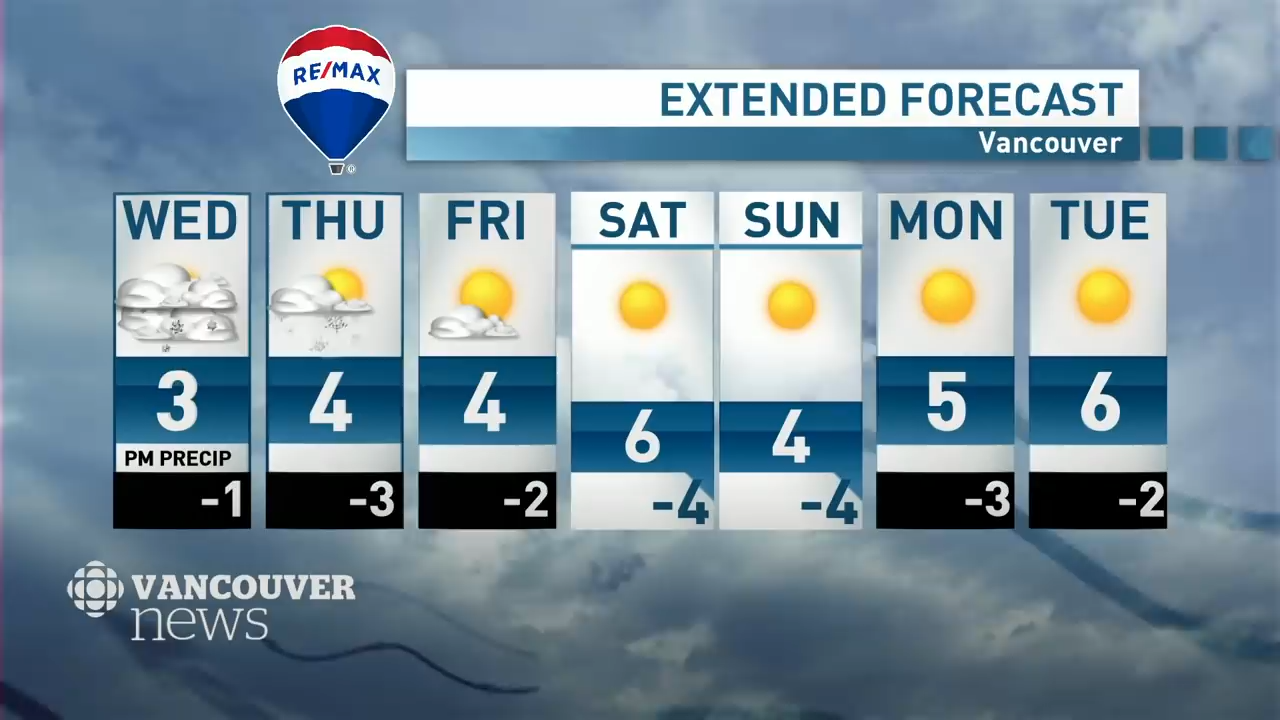 RE/MAX
®
EXTENDED FORECAST
Vancouver
WED THU FRI SAT SUN MON TUE
3 4 4 6 4 5 6
PM PRECIP
-1 -3 -2 -4 -4 -3 -2
VANCOUVER
news